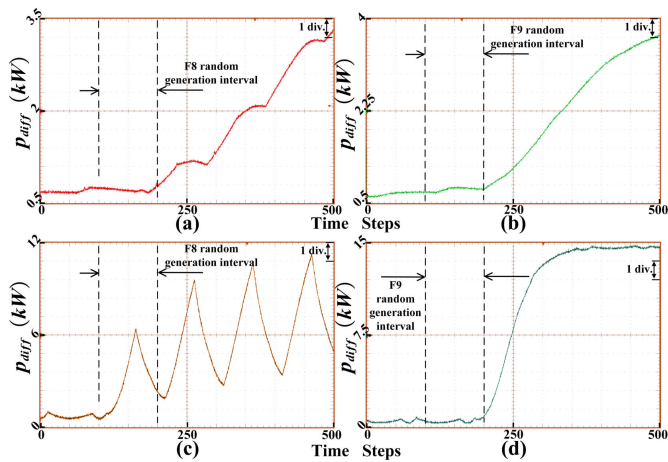 3.5
1 div.
F8 random
generation interval
p_diff (kW)
2
0.5
0
250
500
(a)
Time Steps
4
1 div.
F9 random
generation interval
p_diff (kW)
2.25
0.5
0
250
500
(b)
12
1 div.
F8 random
generation interval
p_diff (kW)
6
0
0
250
500
(c)
Time Steps
15
1 div.
F9
random
generation
interval
p_diff (kW)
7.5
0
0
250
500
(d)